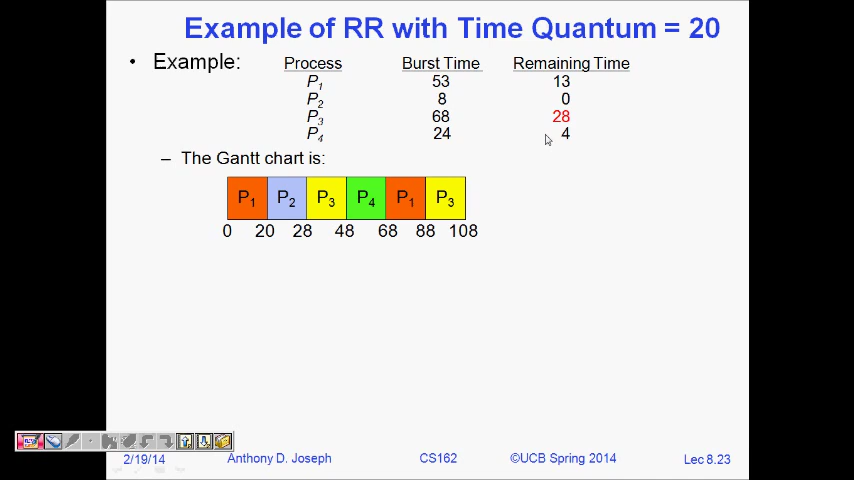 Example of RR with Time Quantum = 20
• Example: Process Burst Time Remaining Time
P1 53 13
P2 8 0
P3 68 28
P4 24 4
– The Gantt chart is:
P1 P2 P3 P4 P1 P3
0 20 28 48 68 88 108
2/19/14 Anthony D. Joseph CS162 ©UCB Spring 2014 Lec 8.23